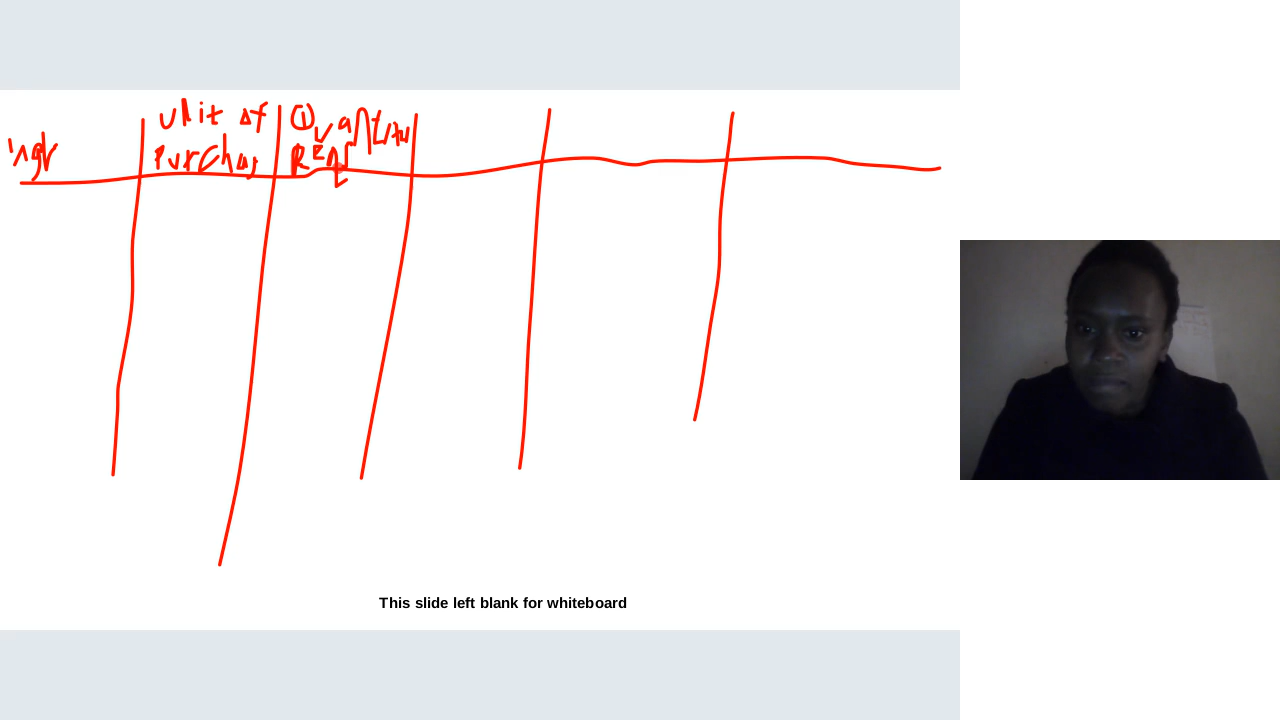 ingr
unit of
purchas
Quantity
REq
This slide left blank for whiteboard